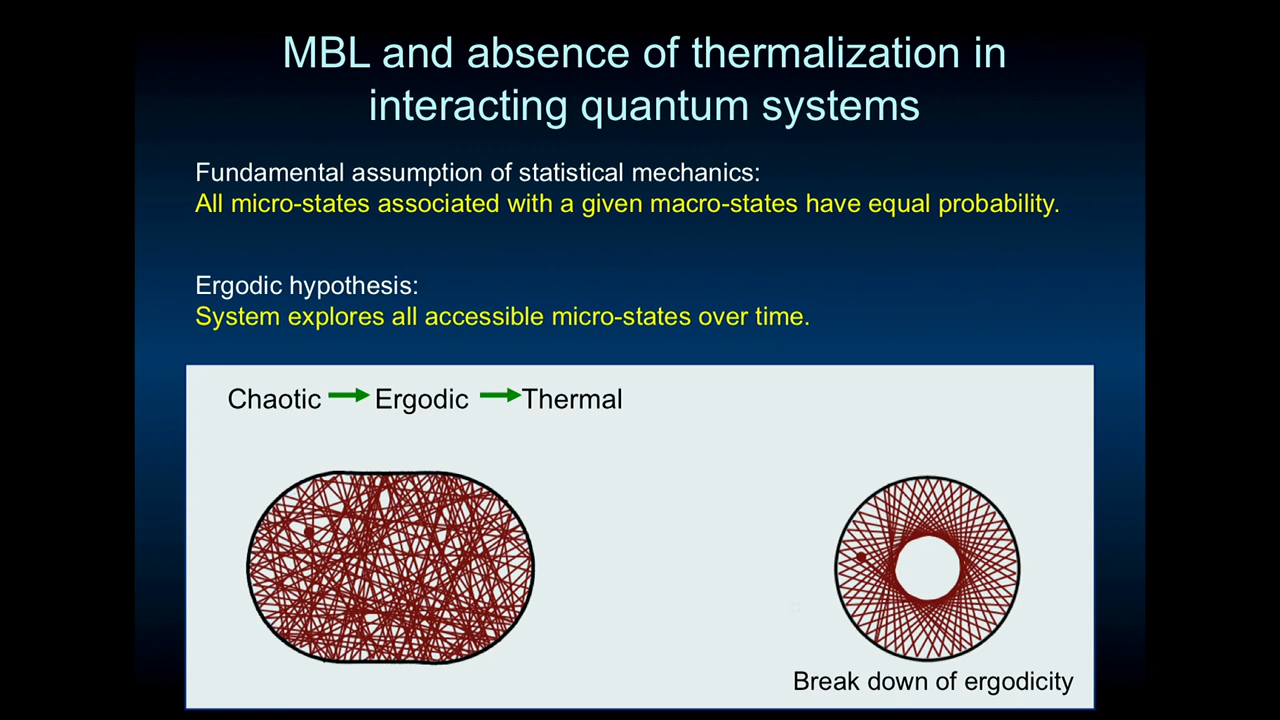 MBL and absence of thermalization in
interacting quantum systems
Fundamental assumption of statistical mechanics:
All micro-states associated with a given macro-states have equal probability.
Ergodic hypothesis:
System explores all accessible micro-states over time.
Chaotic Ergodic Thermal
Break down of ergodicity